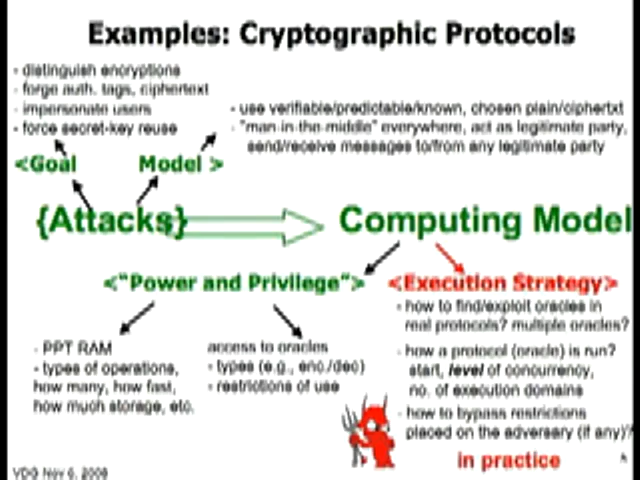 Examples: Cryptographic Protocols
- distinguish encryptions
- forge auth. tags, ciphertext
- impersonate users
- force secret-key reuse
- use verifiable/predictable/known, chosen plain/ciphertxt
- "man-in-the-middle" everywhere, act as legitimate party,
send/receive messages to/from any legitimate party
<Goal Model >
{Attacks} Computing Model
<"Power and Privilege"> <Execution Strategy>
- PPT RAM
- types of operations,
how many, how fast,
how much storage, etc.
access to oracles
- types (e.g., enc./dec)
- restrictions of use
- how to find/exploit oracles in
real protocols? multiple oracles?
- how a protocol (oracle) is run?
start, level of concurrency,
no. of execution domains
- how to bypass restrictions
placed on the adversary (if any)?
in practice
VDG Nov 6, 2008